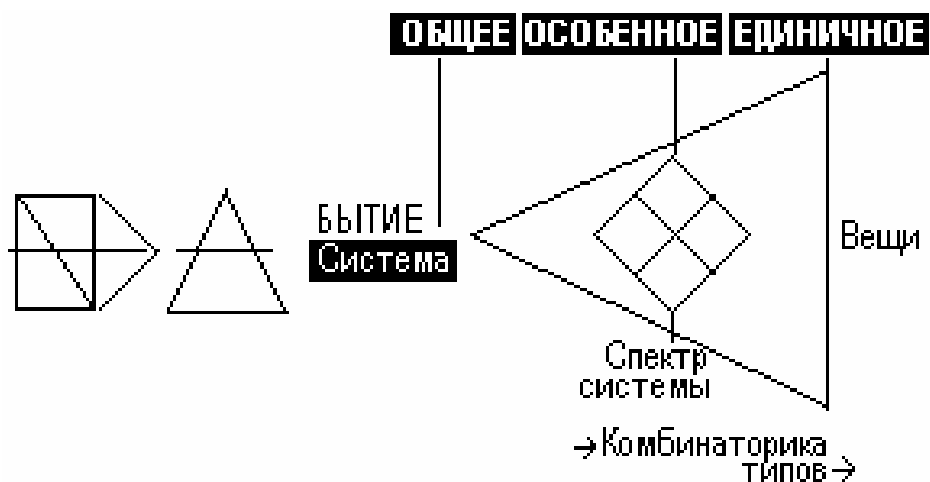 ОБЩЕЕ ОСОБЕННОЕ ЕДИНИЧНОЕ
БЫТИЕ
Система
Вещи
Спектр
системы
→Комбинаторика
типов→